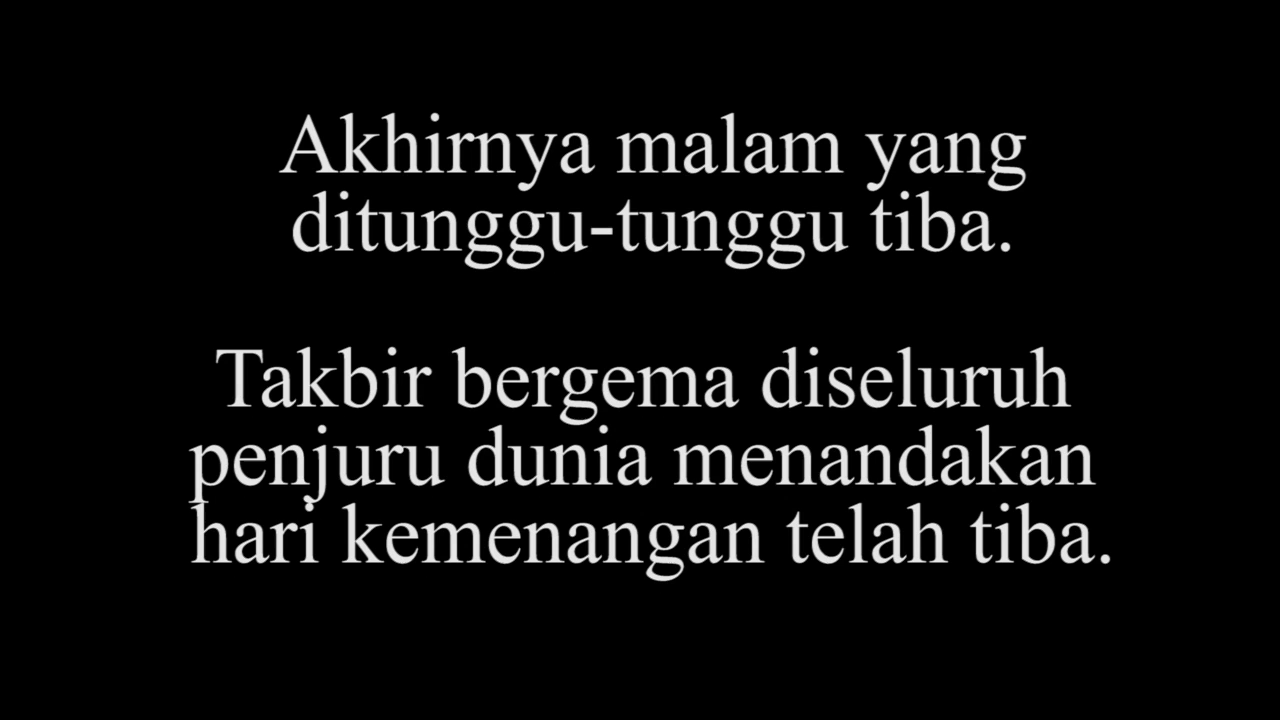 Akhirnya malam yang
ditunggu-tunggu tiba.
Takbir bergema diseluruh
penjuru dunia menandakan
hari kemenangan telah tiba.